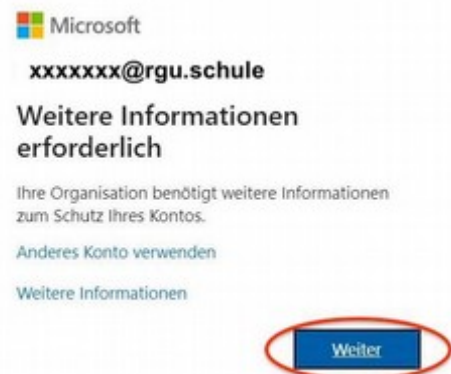 Microsoft
xxxxxxx@rgu.schule
Weitere Informationen
erforderlich
Ihre Organisation benötigt weitere Informationen
zum Schutz Ihres Kontos.
Anderes Konto verwenden
Weitere Informationen
Weiter